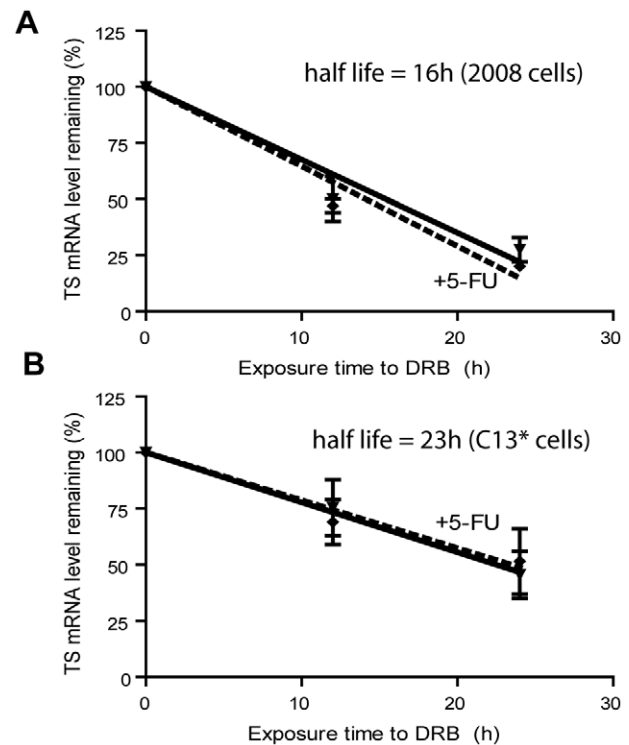 A
125
100
75
50
25
0
TS mRNA level remaining (%)
half life = 16h (2008 cells)
+5-FU
0
10
20
30
Exposure time to DRB (h)
B
125
100
75
50
25
0
TS mRNA level remaining (%)
half life = 23h (C13* cells)
+5-FU
0
10
20
30
Exposure time to DRB (h)